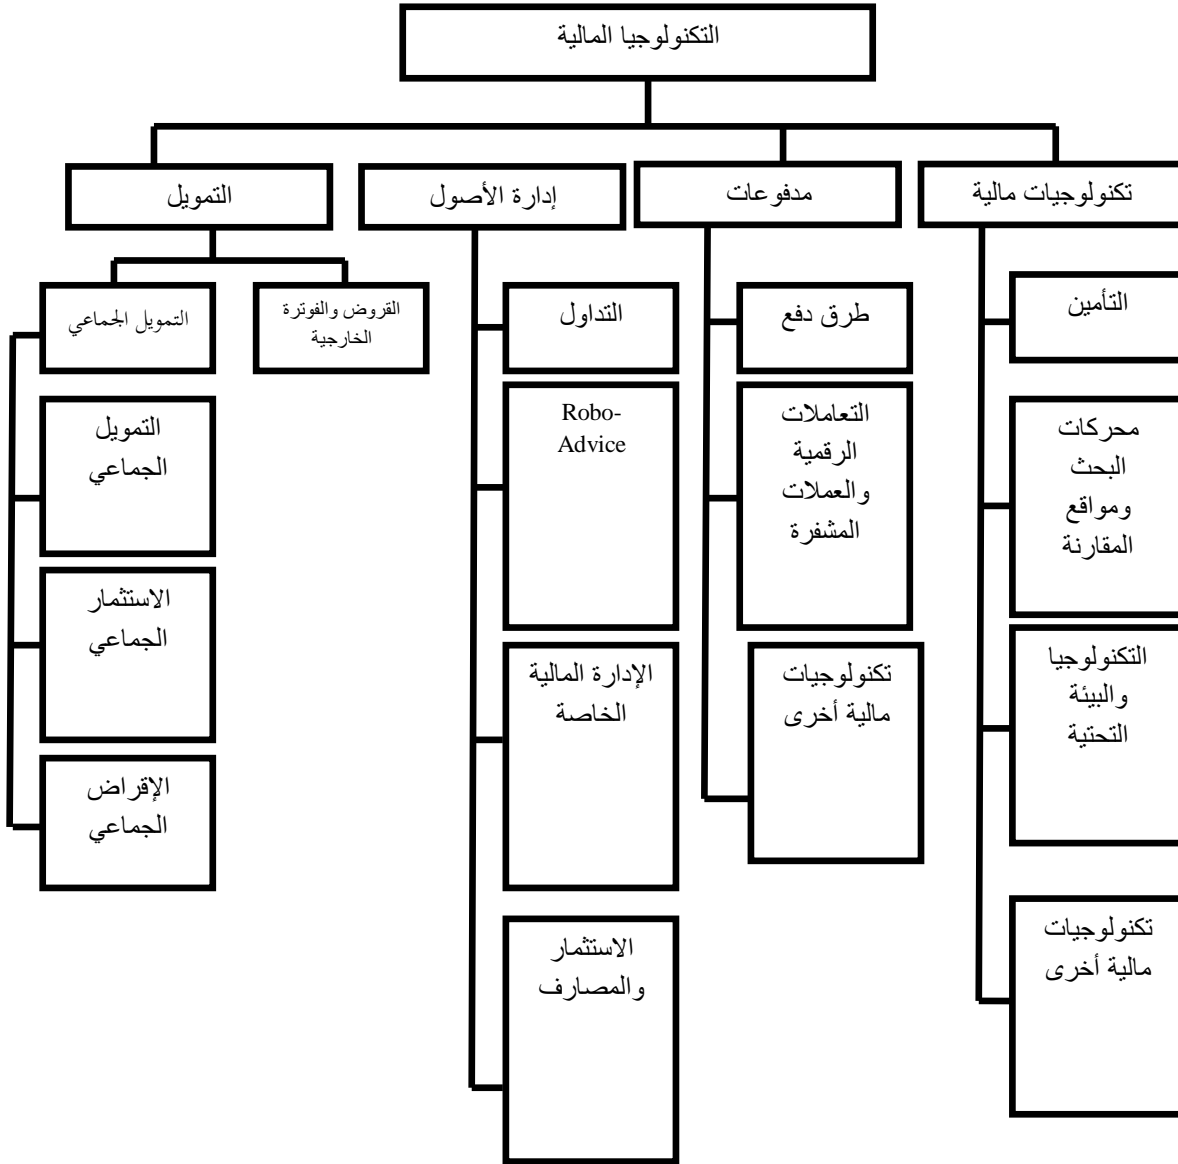 التكنولوجيا المالية
تكنولوجيات مالية
مدفوعات
إدارة الأصول
التمويل
التأمين
محركات
البحث
ومواقع
المقارنة
التكنولوجيا
والبيئة
التحتية
تكنولوجيات
مالية أخرى
طرق دفع
التعاملات
الرقمية
والعملات
المشفرة
تكنولوجيات
مالية أخرى
التداول
Robo-
Advice
الإدارة المالية
الخاصة
الاستثمار
والمصارف
القروض والفوترة
الخارجية
التمويل الجماعي
التمويل
الجماعي
الاستثمار
الجماعي
الإقراض
الجماعي